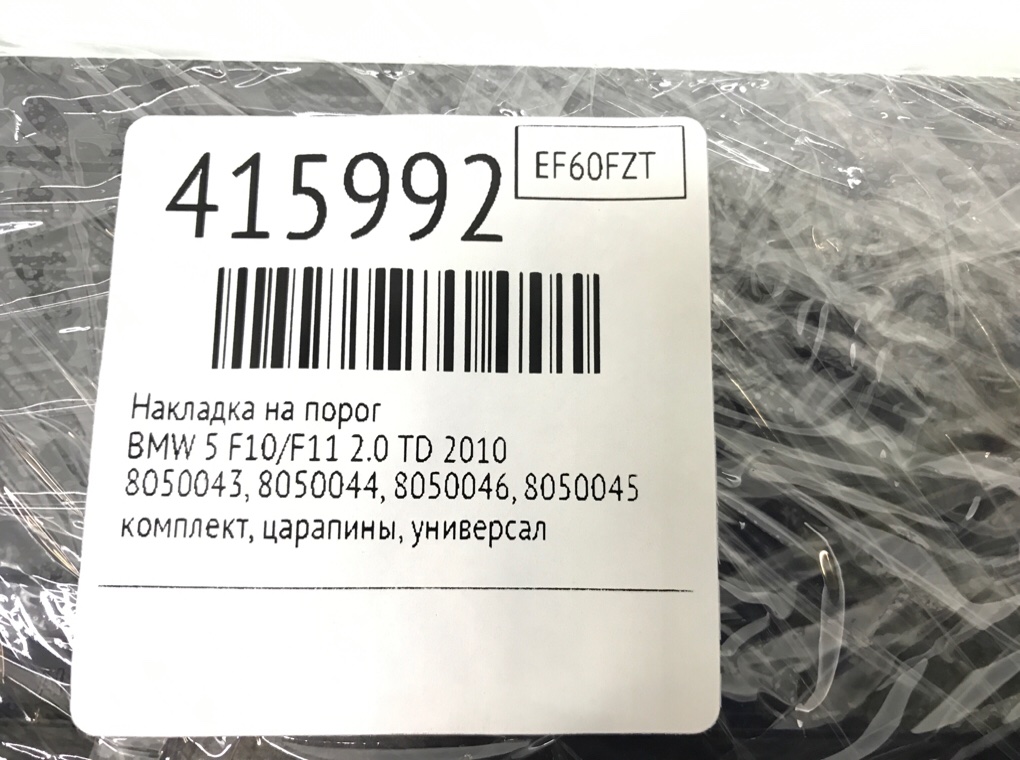 415992
EF60FZT
Накладка на порог
BMW 5 F10/F11 2.0 TD 2010
8050043, 8050044, 8050046, 8050045
комплект, царапины, универсал